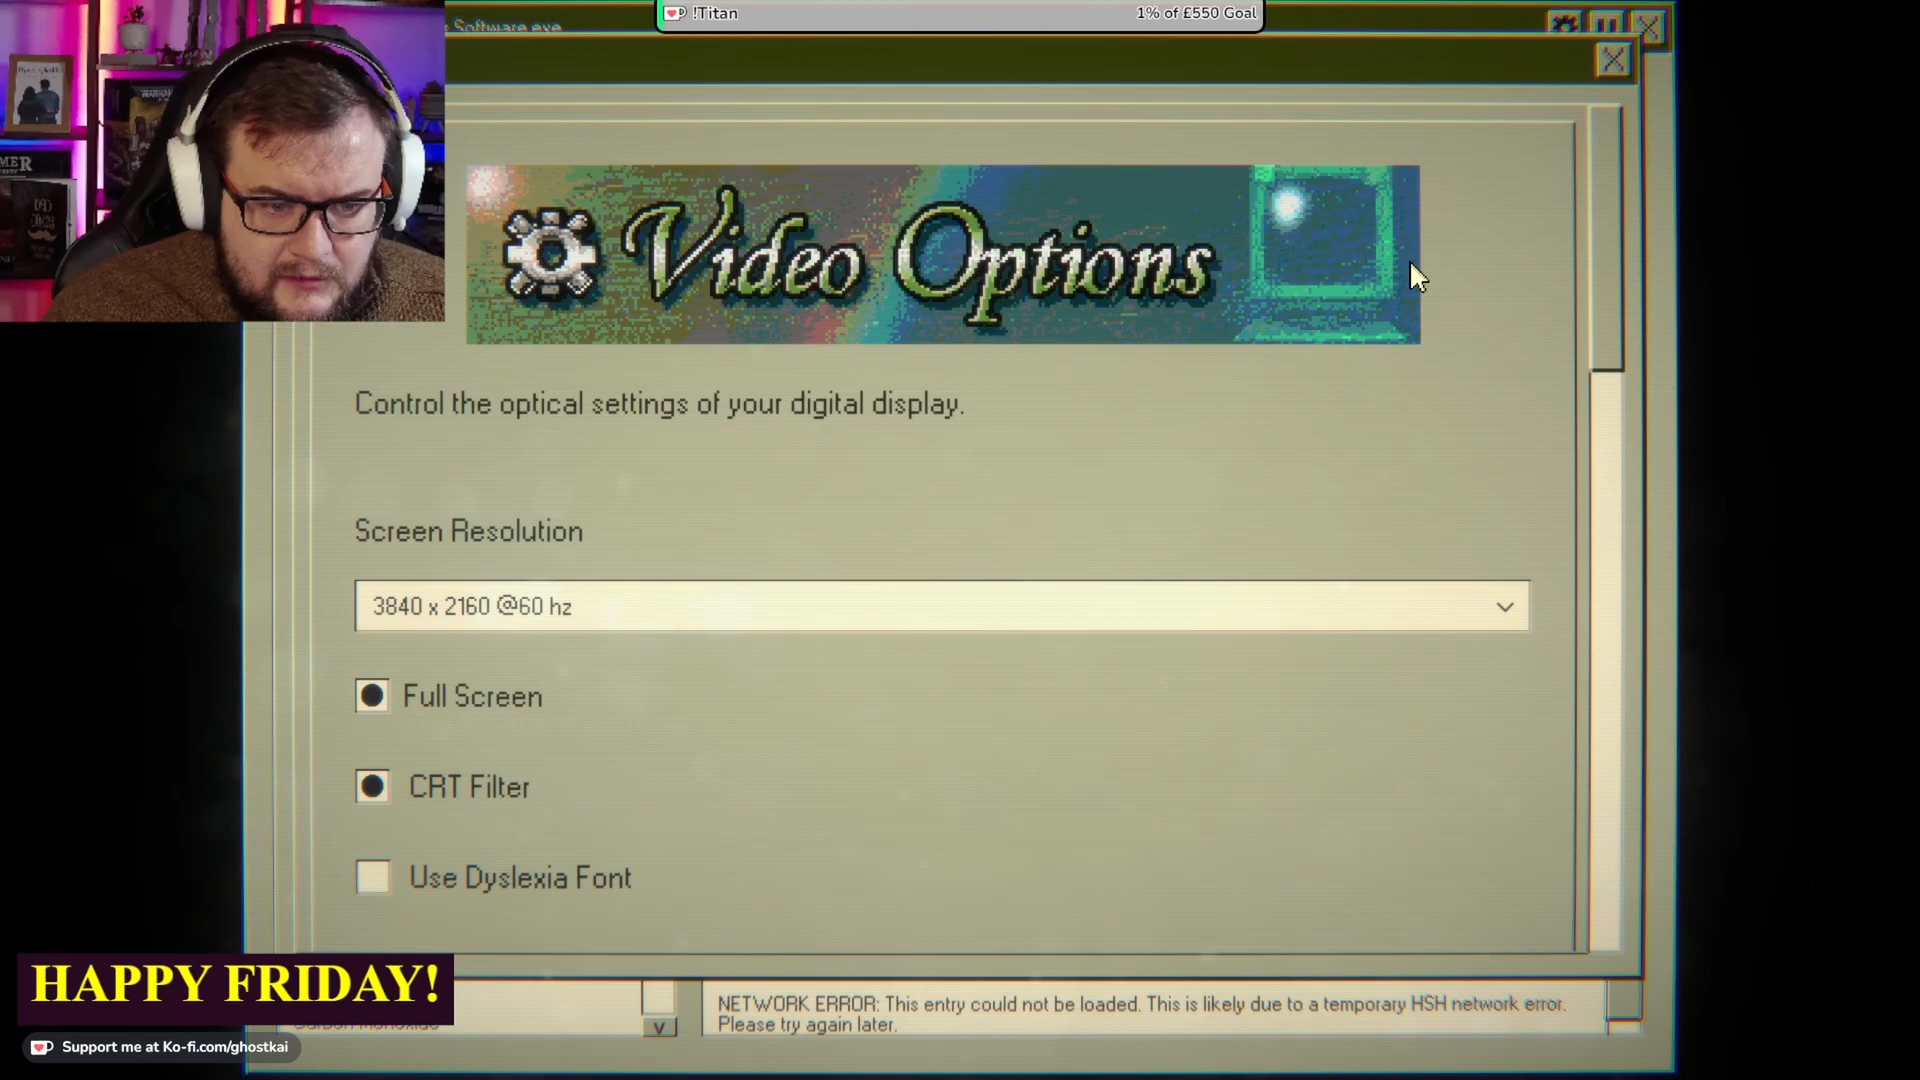 Software.exe
!Titan
1% of £550 Goal
Video Options
Control the optical settings of your digital display.
Screen Resolution
3840 x 2160 @60 hz
Full Screen
CRT Filter
Use Dyslexia Font
HAPPY FRIDAY!
Support me at Ko-fi.com/ghostkai
NETWORK ERROR: This entry could not be loaded. This is likely due to a temporary HSH network error.
Please try again later.